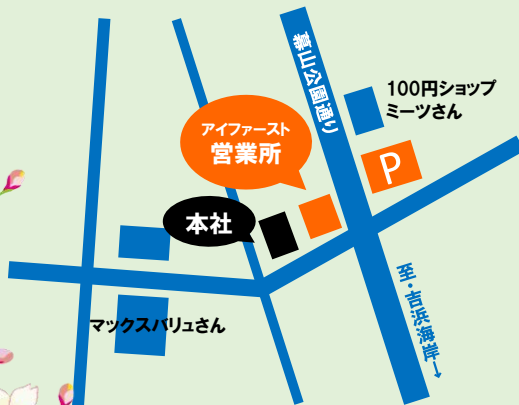 幕山公園通り
100円ショップ
ミーツさん
アイファースト
営業所
P
本社
マックスバリュさん
至・吉浜海岸→